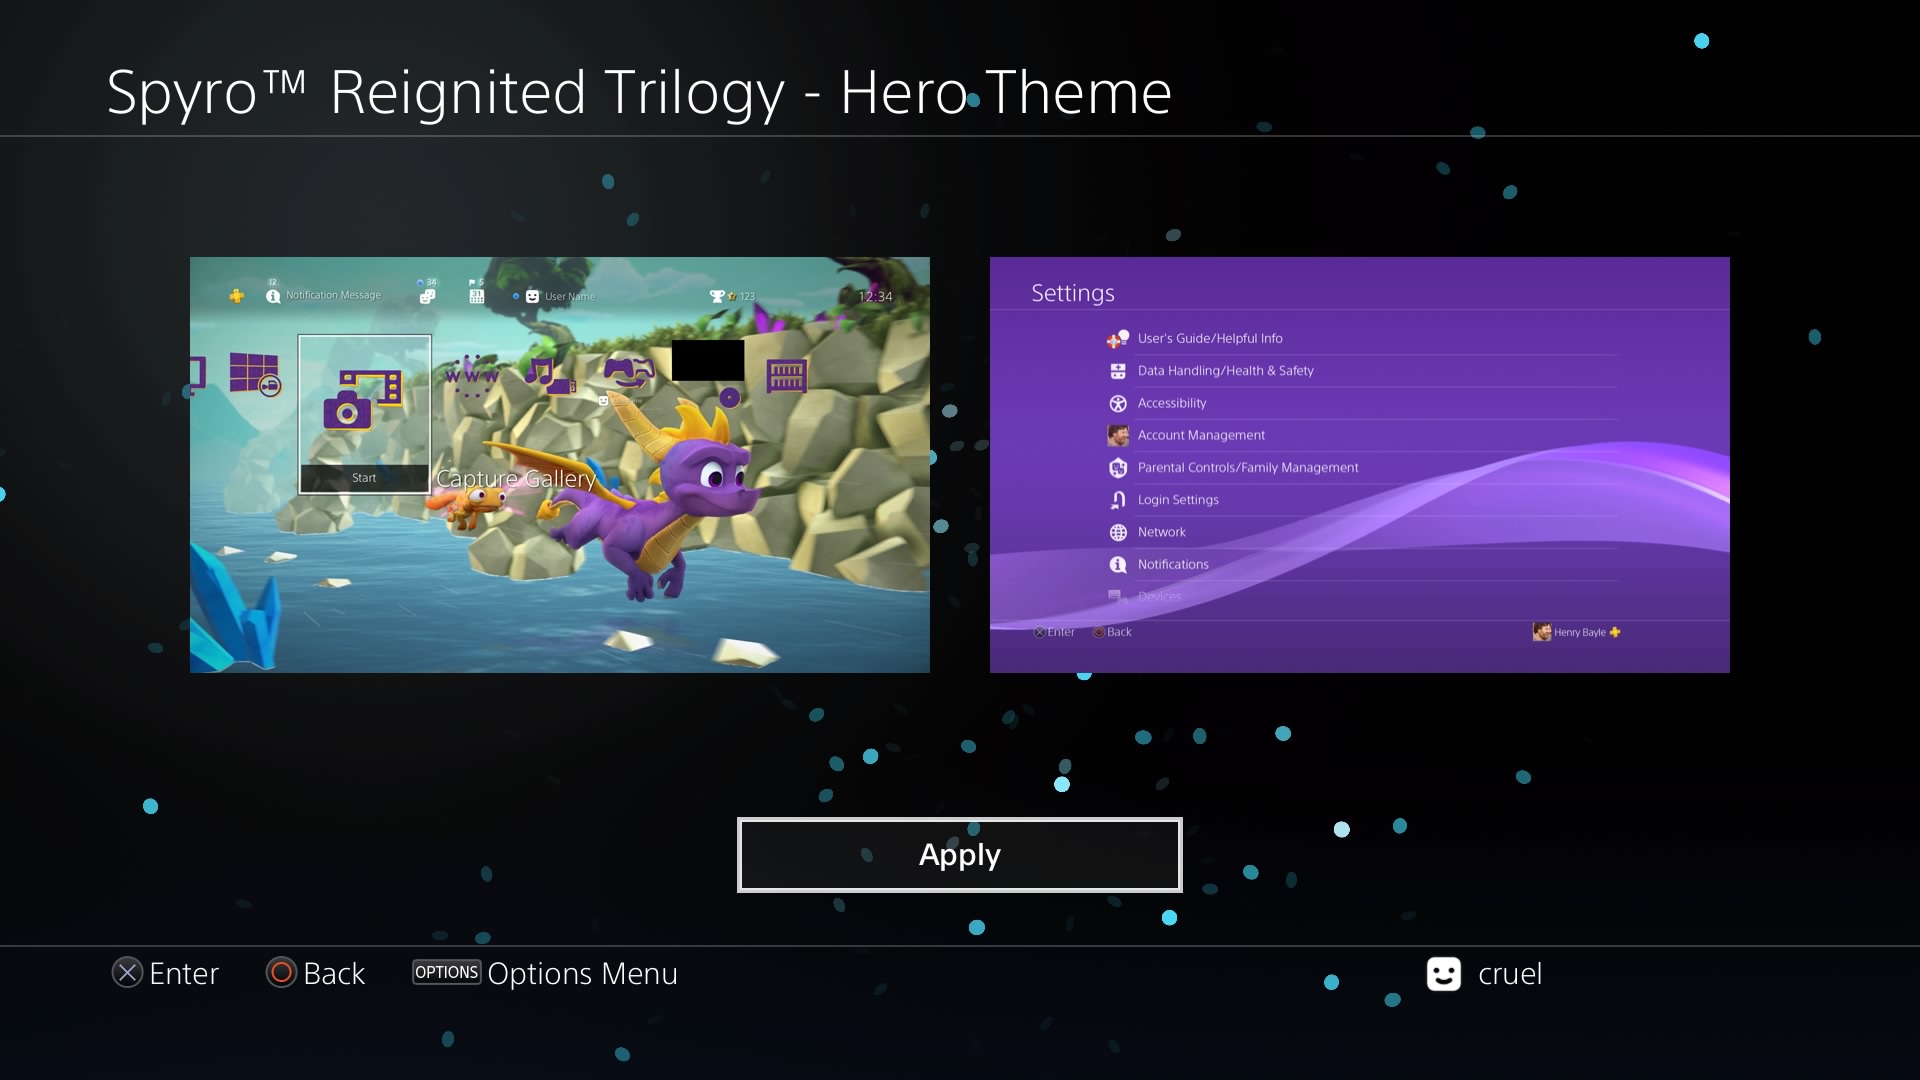 Spyro™ Reignited Trilogy - Hero Theme
12
Notification Message
34
5
31
User Name
123
12:34
www
Start
Capture Gallery
Settings
User's Guide/Helpful Info
Data Handling/Health & Safety
Accessibility
Account Management
Parental Controls/Family Management
Login Settings
Network
Notifications
Devices
Enter
Back
Henry Bayle
Apply
Enter
Back
OPTIONS Options Menu
cruel